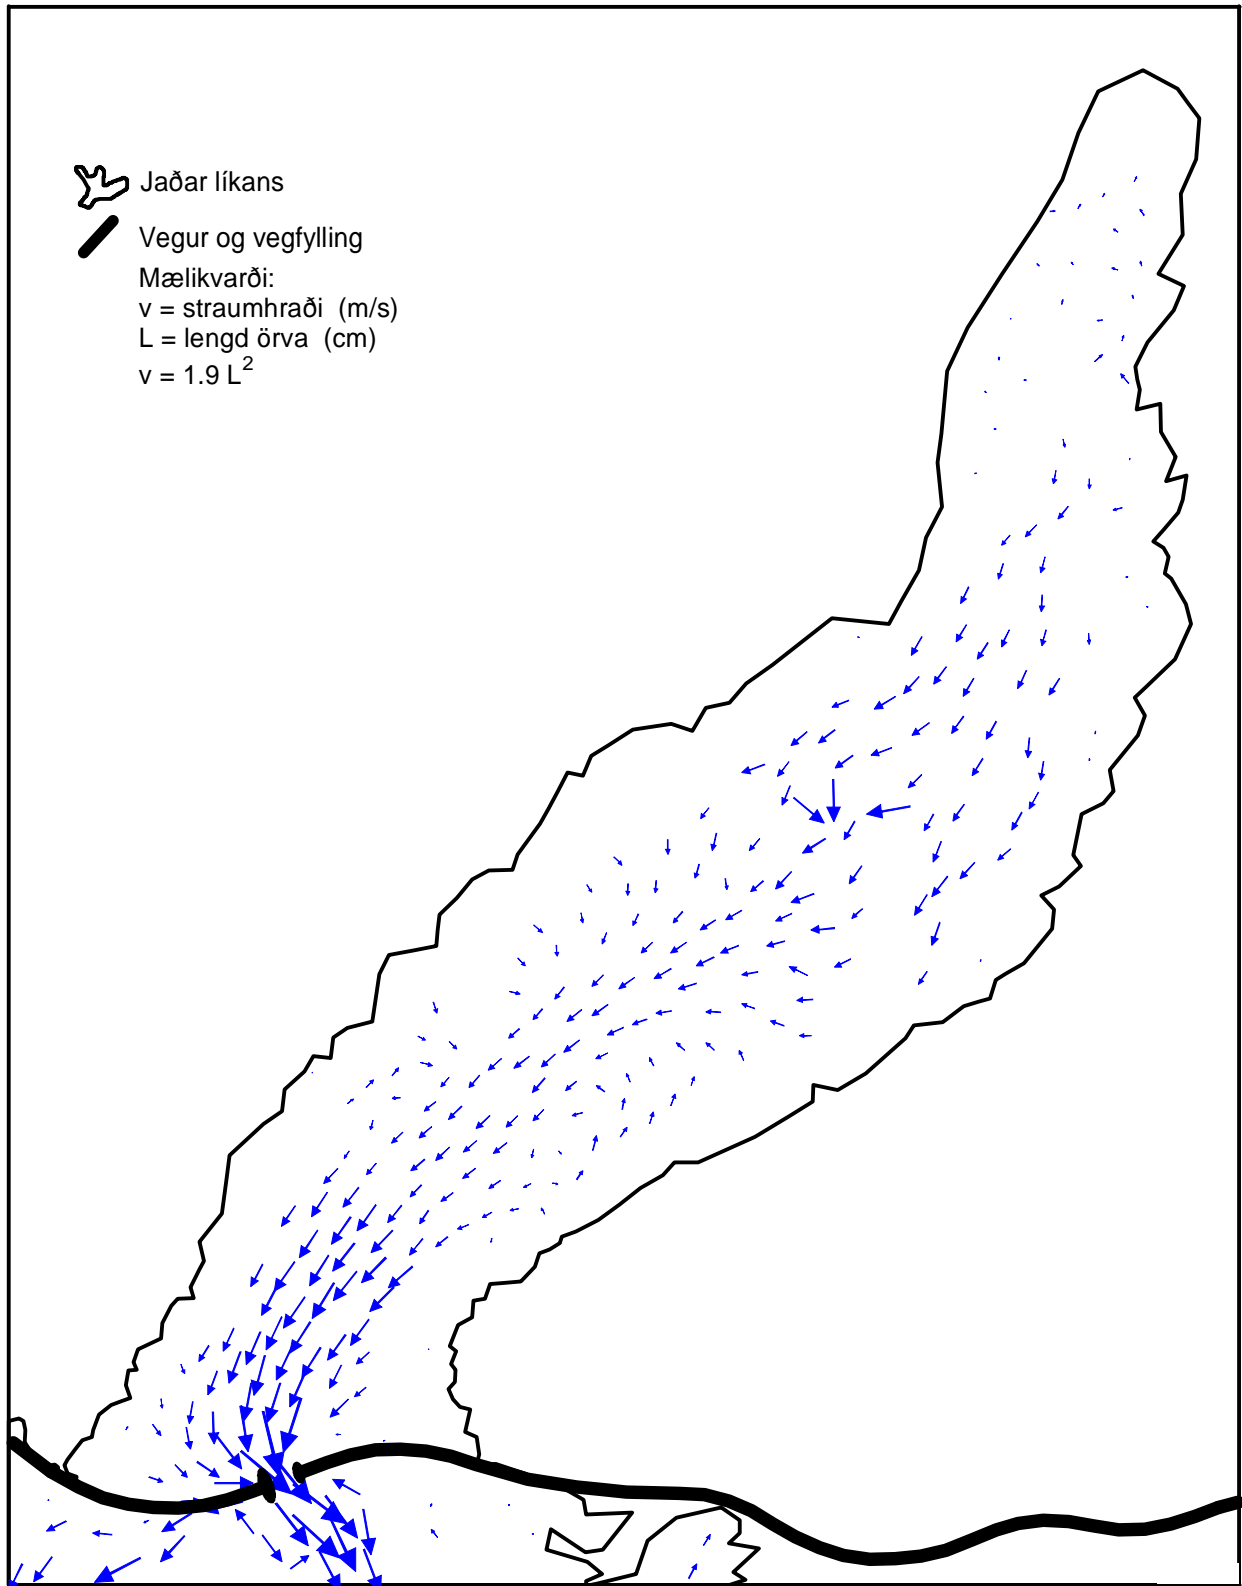 Jaðar líkans
Vegur og vegfylling
Mælikvarði:
v = straumhraði (m/s)
L = lengd örva (cm)
v = 1.9 L²